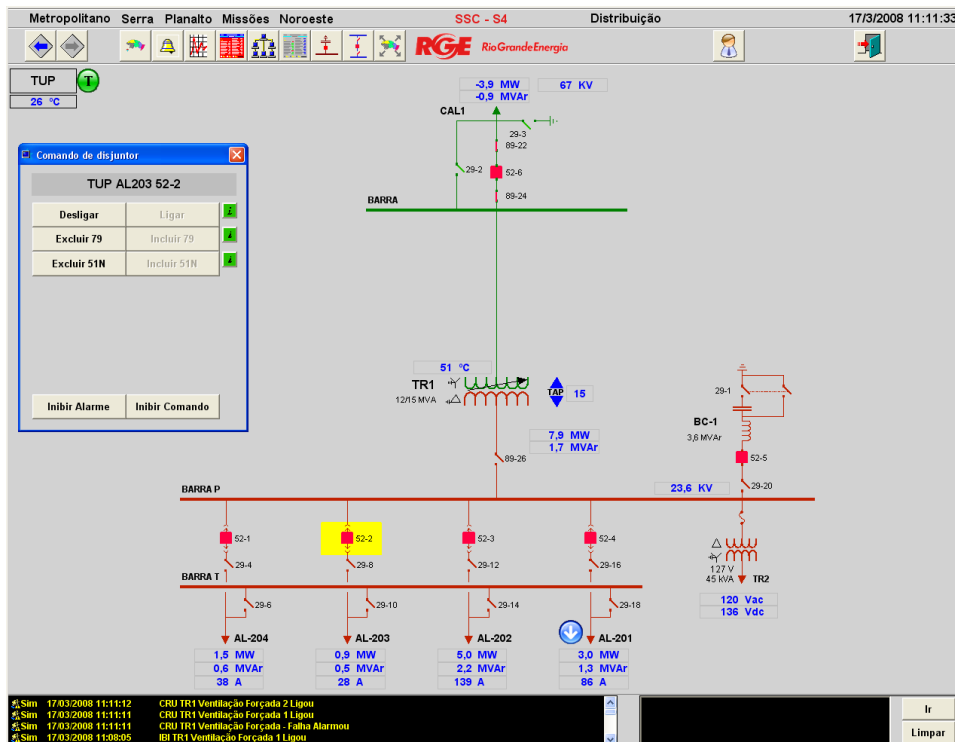 Metropolitano Serra Planalto Missões Noroeste SSC - S4 Distribuição 17/3/2008 11:11:33
RGE RioGrandeEnergia
TUP T
26 °C
-3,9 MW 67 KV
-0,9 MVAr
CAL1
29-3
89-22
29-2 52-6
89-24
BARRA
Comando de disjuntor
TUP AL203 52-2
Desligar Ligar i
Excluir 79 Incluir 79
Excluir 51N Incluir 51N
Inibir Alarme Inibir Comando
51 °C
TR1
12/15 MVA
TAP 15
7,9 MW
1,7 MVAr
89-26
29-1
BC-1
3,6 MVAr
52-5
23,6 KV 29-20
BARRA P
52-1 52-2 52-3 52-4
29-4 29-8 29-12 29-16
127 V
45 kVA TR2
BARRA T
120 Vac
136 Vdc
29-6 29-10 29-14 29-18
AL-204 AL-203 AL-202 AL-201
1,5 MW 0,9 MW 5,0 MW 3,0 MW
0,6 MVAr 0,5 MVAr 2,2 MVAr 1,3 MVAr
38 A 28 A 139 A 86 A
Sim 17/03/2008 11:11:12 CRU TR1 Ventilação Forçada 2 Ligou
Sim 17/03/2008 11:11:11 CRU TR1 Ventilação Forçada 1 Ligou
Sim 17/03/2008 11:11:11 CRU TR1 Ventilação Forçada - Falha Alarmou
Sim 17/03/2008 11:08:05 IBI TR1 Ventilação Forçada 1 Ligou
Ir
Limpar